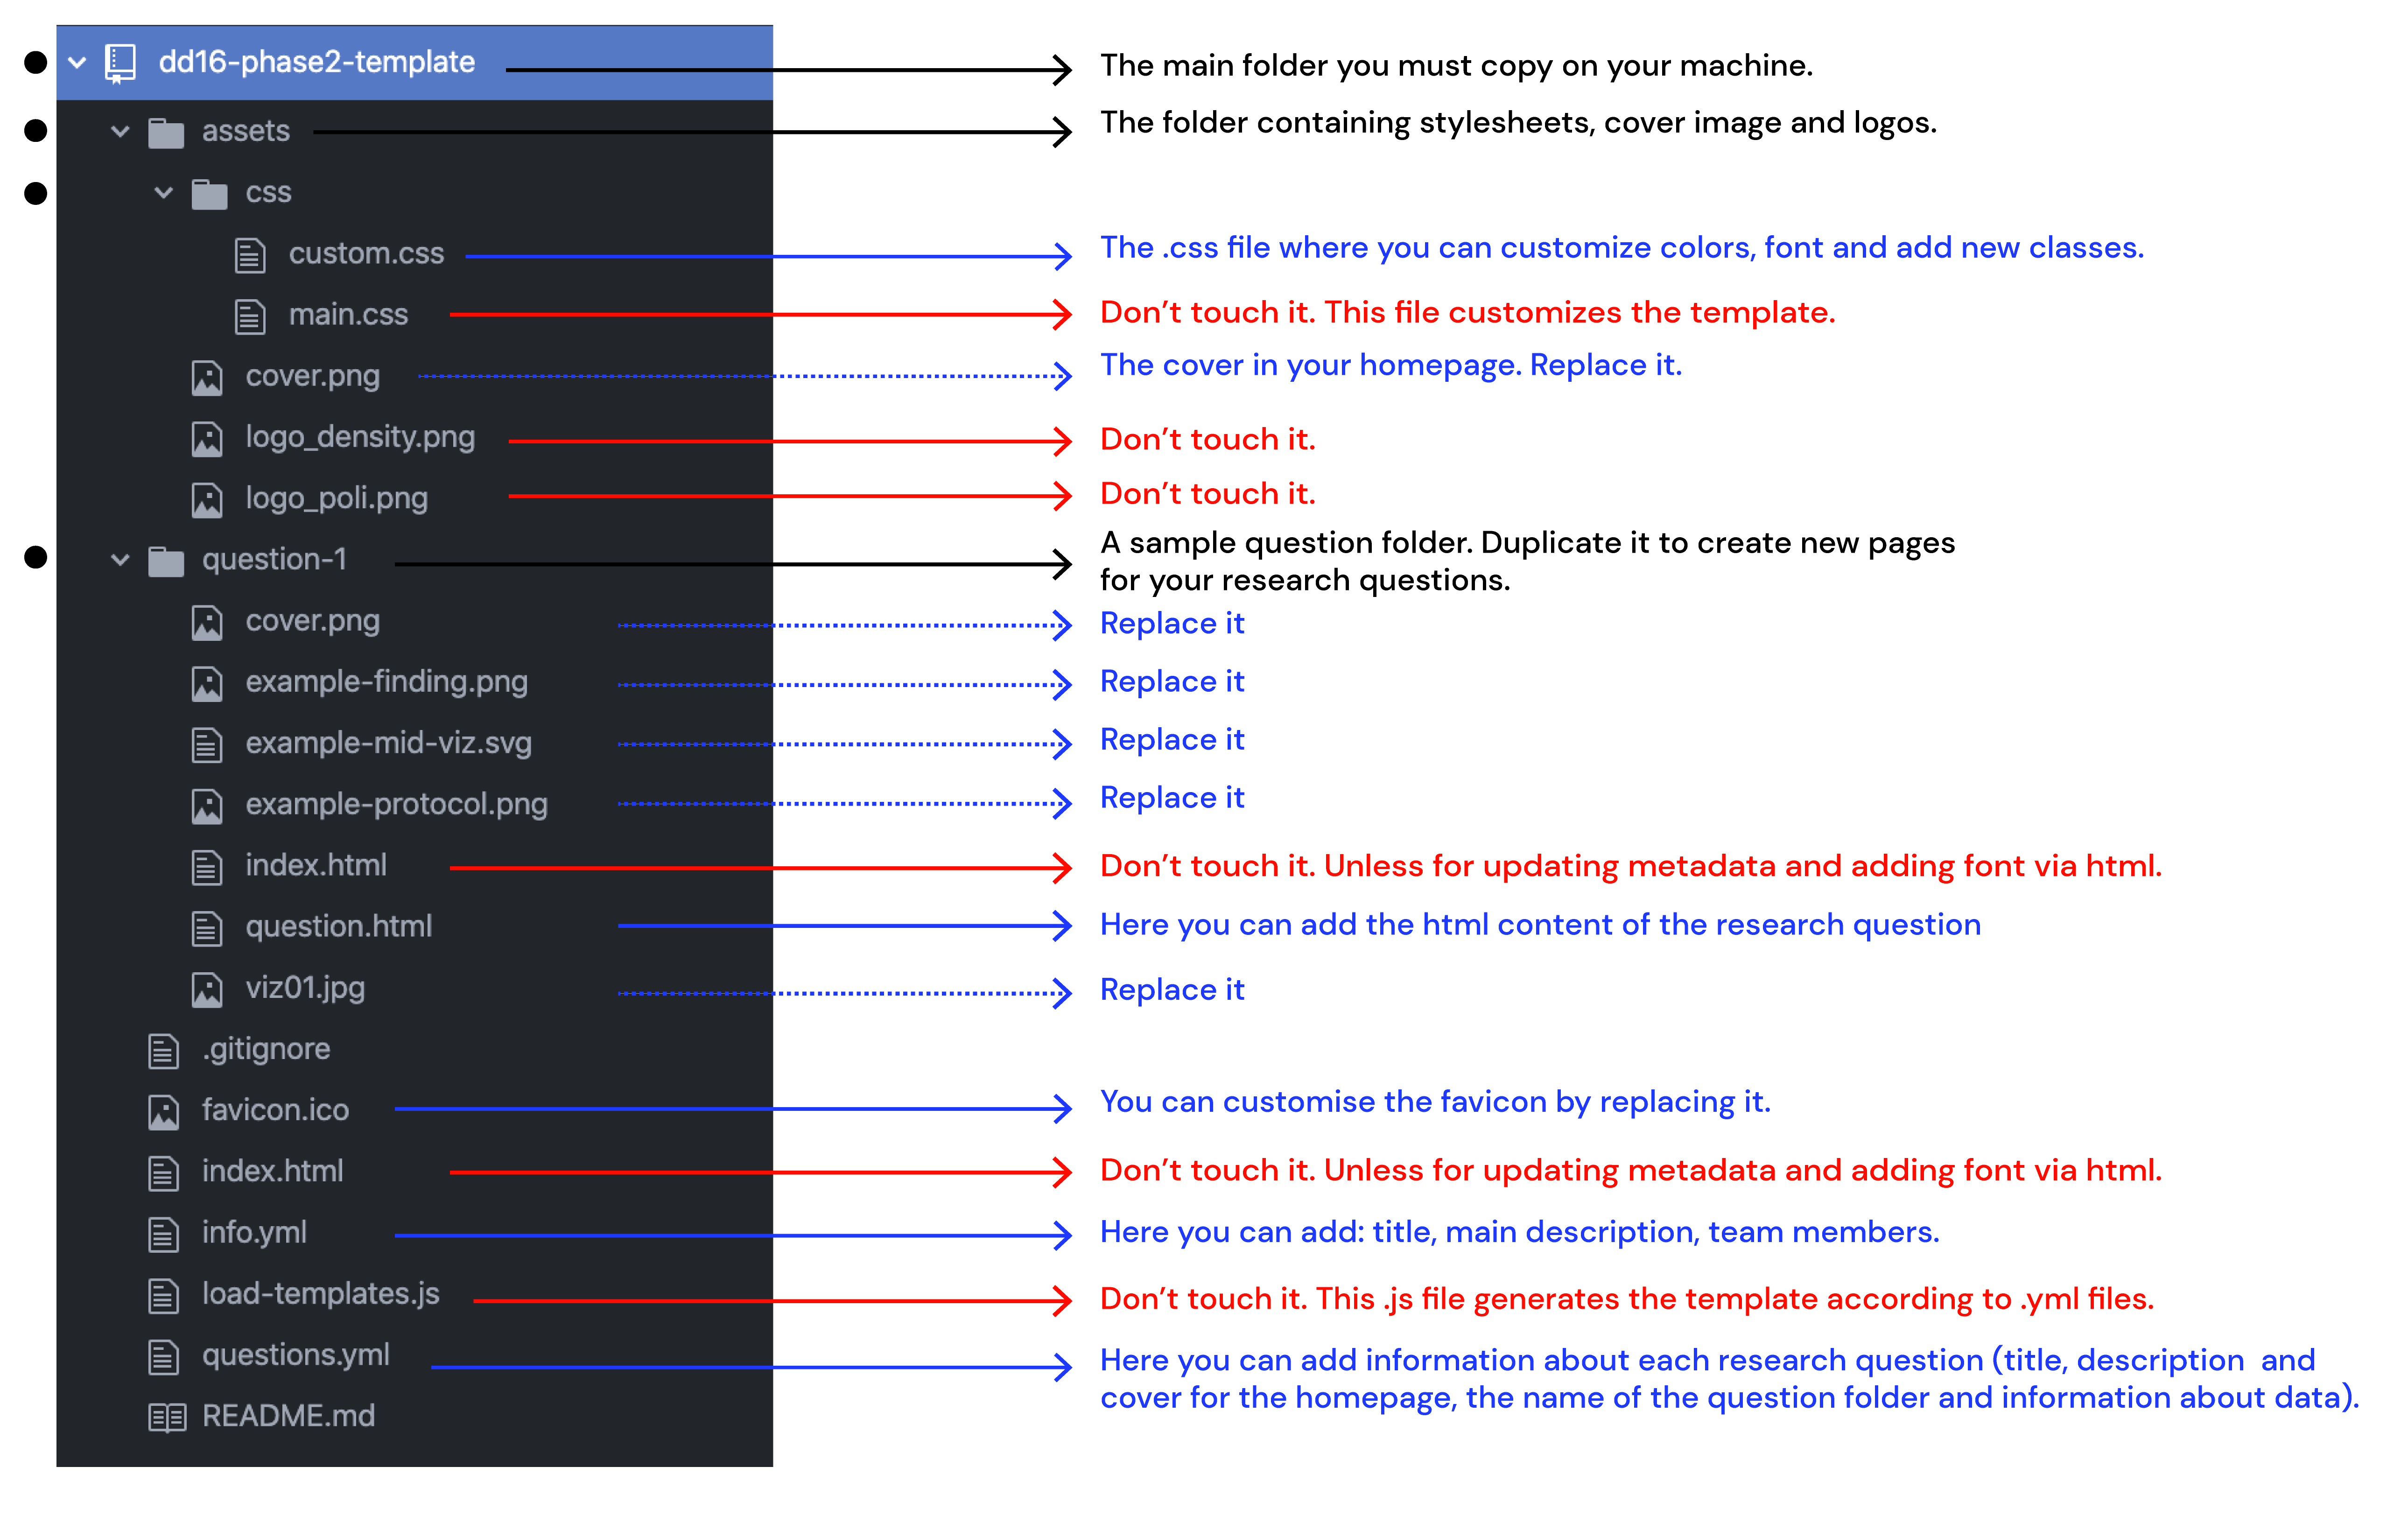 dd16-phase2-template The main folder you must copy on your machine.
assets The folder containing stylesheets, cover image and logos.
css
custom.css The .css file where you can customize colors, font and add new classes.
main.css Don’t touch it. This file customizes the template.
cover.png The cover in your homepage. Replace it.
logo_density.png Don’t touch it.
logo_poli.png Don’t touch it.
question-1 A sample question folder. Duplicate it to create new pages
for your research questions.
cover.png Replace it
example-finding.png Replace it
example-mid-viz.svg Replace it
example-protocol.png Replace it
index.html Don’t touch it. Unless for updating metadata and adding font via html.
question.html Here you can add the html content of the research question
viz01.jpg Replace it
.gitignore
favicon.ico You can customise the favicon by replacing it.
index.html Don’t touch it. Unless for updating metadata and adding font via html.
info.yml Here you can add: title, main description, team members.
load-templates.js Don’t touch it. This .js file generates the template according to .yml files.
questions.yml Here you can add information about each research question (title, description and
cover for the homepage, the name of the question folder and information about data).
README.md